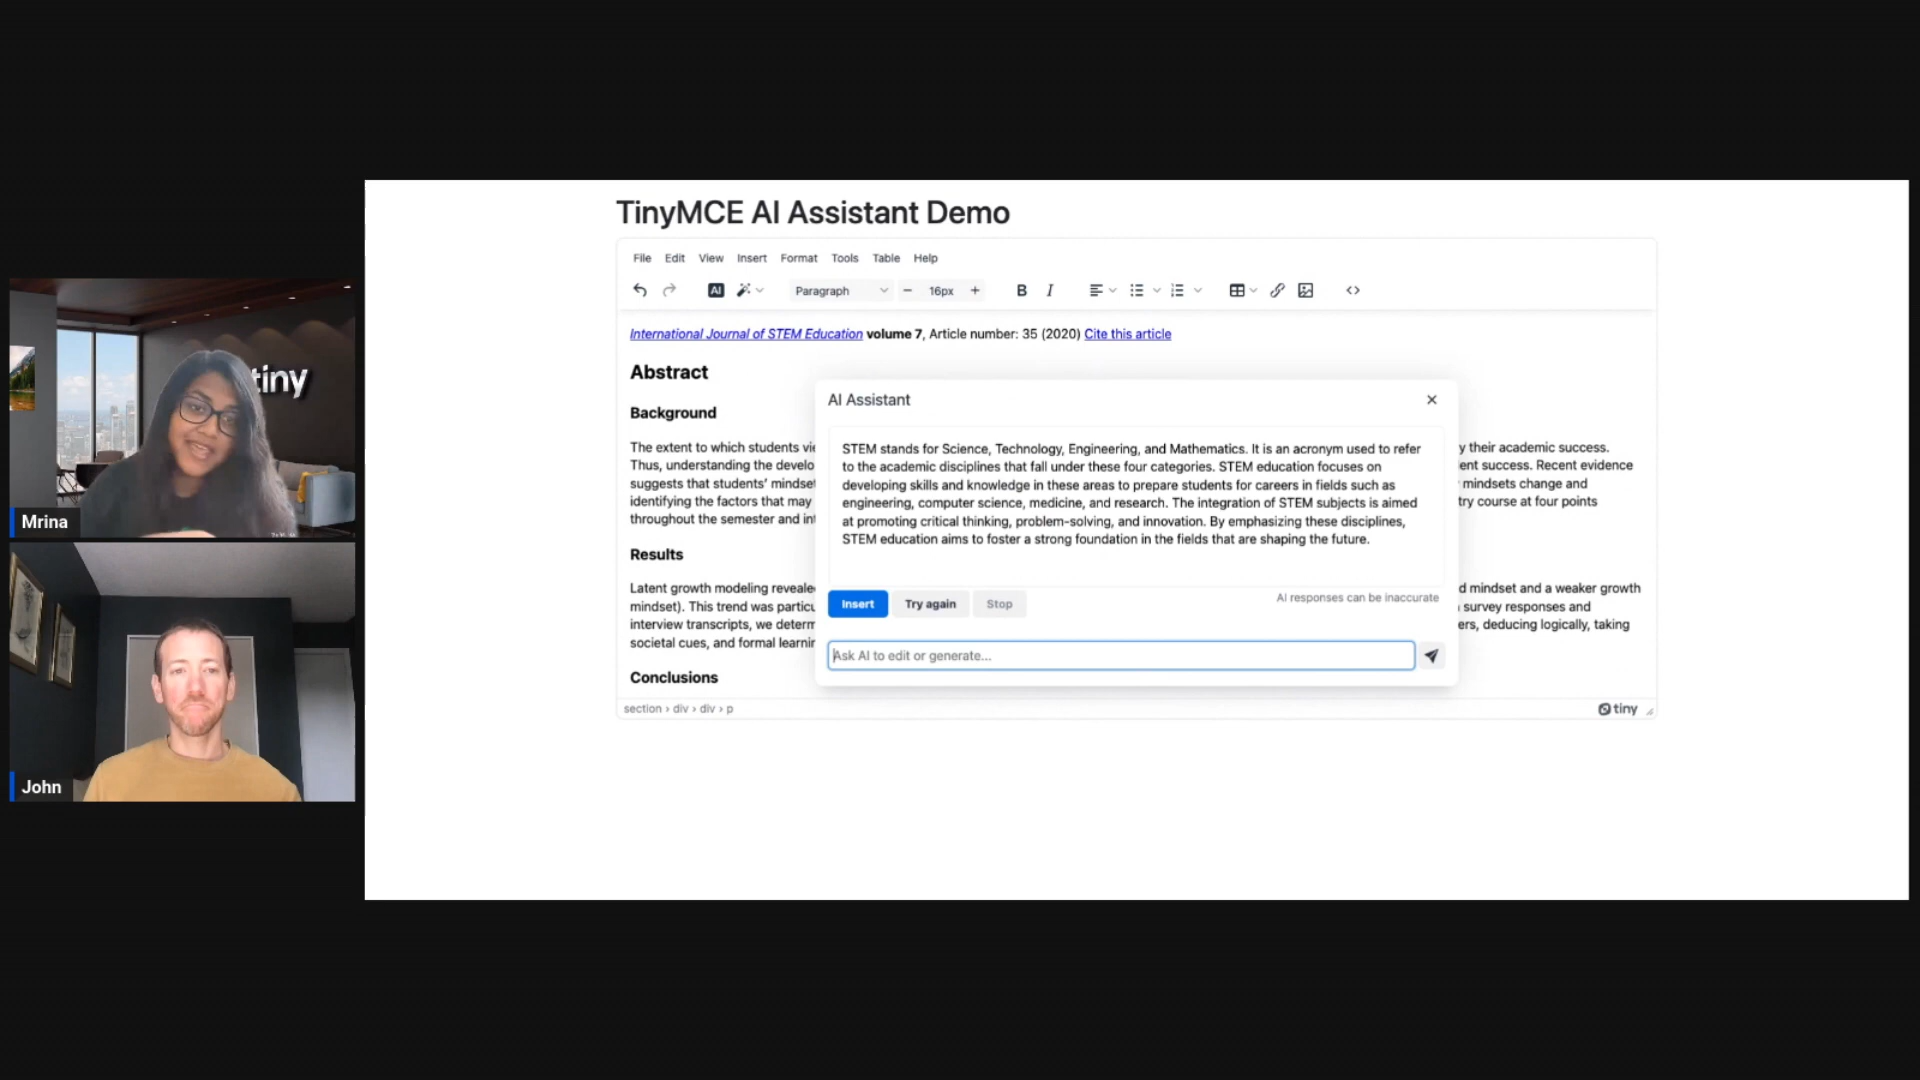 TinyMCE AI Assistant Demo
File Edit View Insert Format Tools Table Help
AI Paragraph 16px B I
International Journal of STEM Education volume 7, Article number: 35 (2020) Cite this article
Abstract
Background
The extent to which students vi
y their academic success.
Thus, understanding the develo
ent success. Recent evidence
suggests that students’ mindset
mindsets change and
identifying the factors that may
try course at four points
throughout the semester and in
Results
Latent growth modeling reveale
d mindset and a weaker growth
mindset). This trend was particu
survey responses and
interview transcripts, we determ
ers, deducing logically, taking
societal cues, and formal learnin
Conclusions
section › div › div › p
tiny
AI Assistant
STEM stands for Science, Technology, Engineering, and Mathematics. It is an acronym used to refer
to the academic disciplines that fall under these four categories. STEM education focuses on
developing skills and knowledge in these areas to prepare students for careers in fields such as
engineering, computer science, medicine, and research. The integration of STEM subjects is aimed
at promoting critical thinking, problem-solving, and innovation. By emphasizing these disciplines,
STEM education aims to foster a strong foundation in the fields that are shaping the future.
Insert Try again Stop
AI responses can be inaccurate
Ask AI to edit or generate...
tiny
Mrina
John